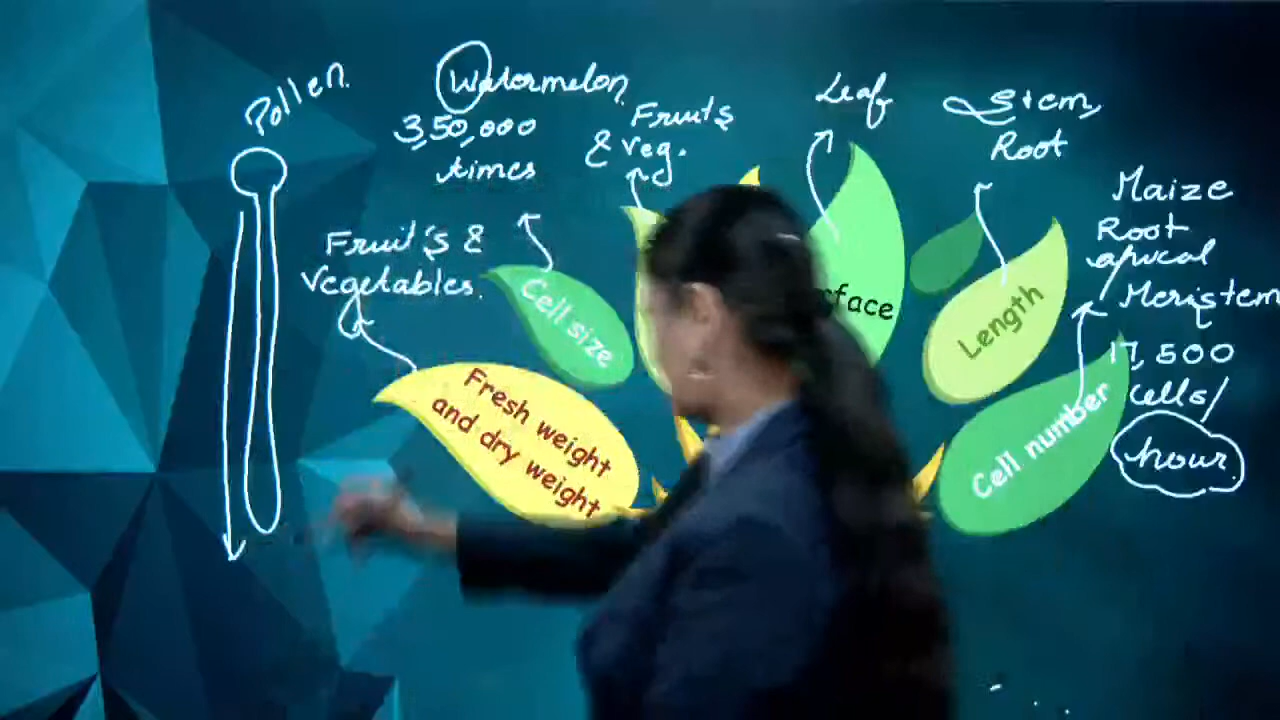 Pollen
Watermelon
3,50,000
times
Fruits
& veg.
Leaf
Stem,
Root
Maize
Root
apical
Meristem
17,500
cells/
hour
Fruits &
Vegetables.
Cell size
Length
Cell number
Fresh weight
and dry weight